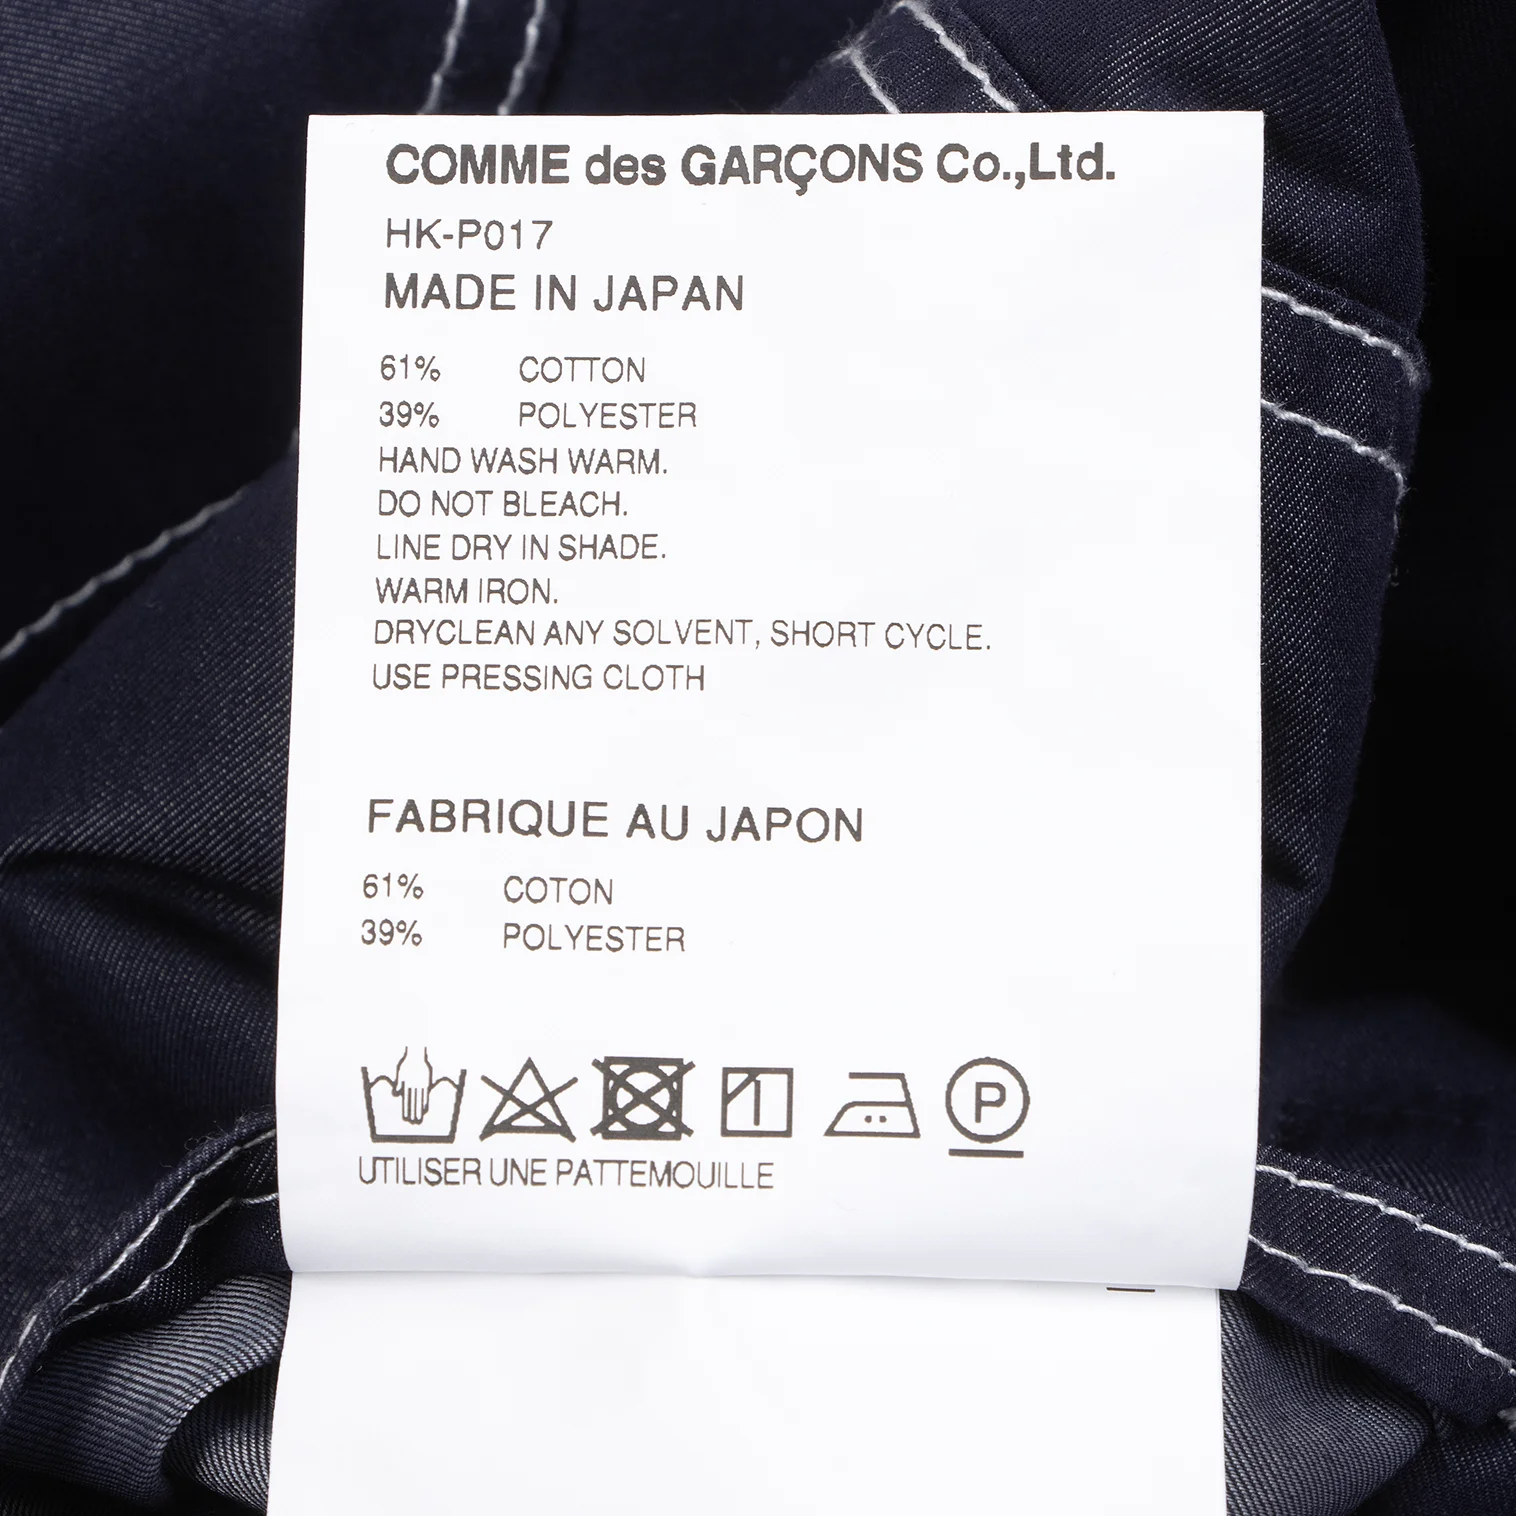 COMME des GARÇONS Co.,Ltd.
HK-P017
MADE IN JAPAN
61% COTTON
39% POLYESTER
HAND WASH WARM.
DO NOT BLEACH.
LINE DRY IN SHADE.
WARM IRON.
DRYCLEAN ANY SOLVENT, SHORT CYCLE.
USE PRESSING CLOTH
FABRIQUE AU JAPON
61% COTON
39% POLYESTER
P
UTILISER UNE PATTEMOUILLE